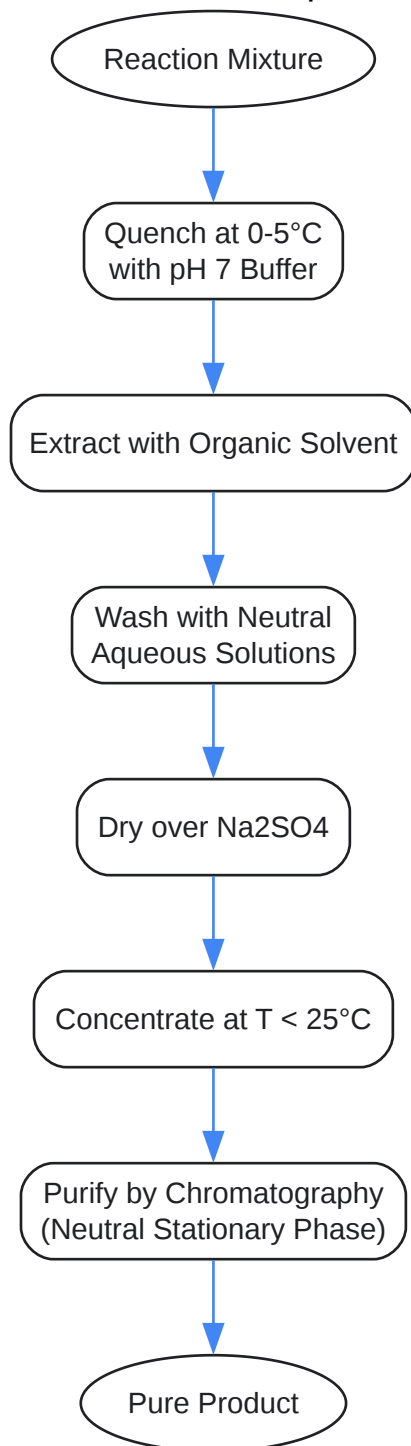 Reaction Mixture
Quench at 0-5°C
with pH 7 Buffer
Extract with Organic Solvent
Wash with Neutral
Aqueous Solutions
Dry over Na2SO4
Concentrate at T < 25°C
Purify by Chromatography
(Neutral Stationary Phase)
Pure Product